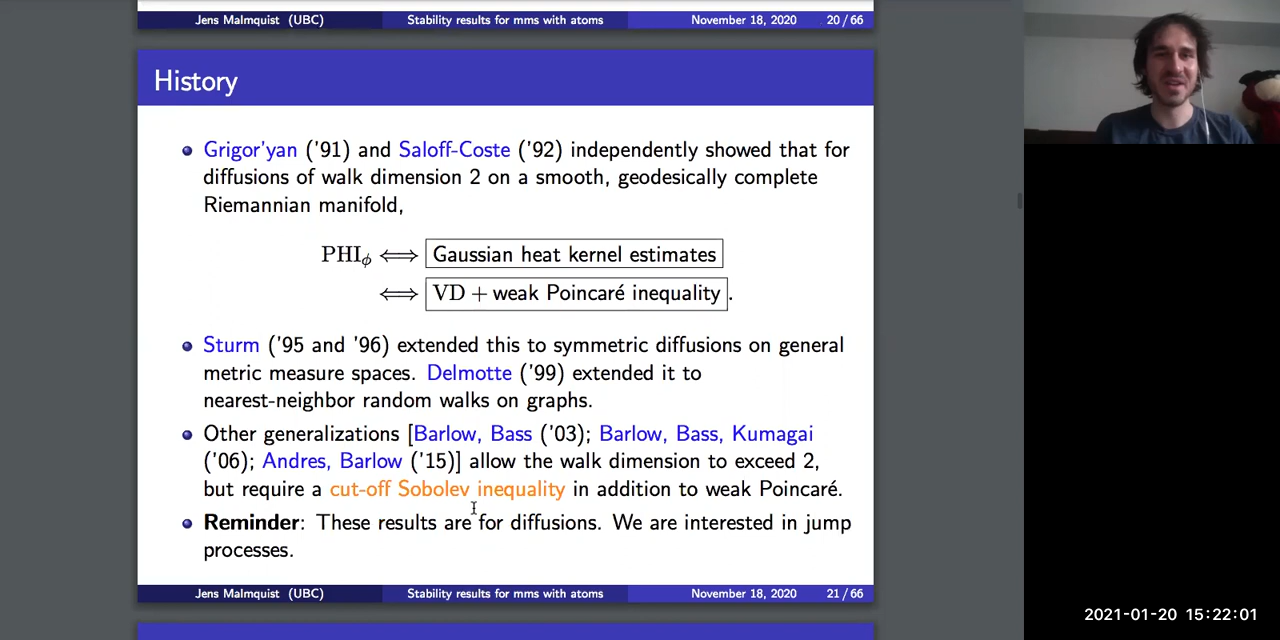 Jens Malmquist (UBC) Stability results for mms with atoms November 18, 2020 20 / 66
History
Grigor'yan ('91) and Saloff-Coste ('92) independently showed that for
diffusions of walk dimension 2 on a smooth, geodesically complete
Riemannian manifold,
PHI_ϕ ⟺ Gaussian heat kernel estimates
⟺ VD + weak Poincaré inequality.
Sturm ('95 and '96) extended this to symmetric diffusions on general
metric measure spaces. Delmotte ('99) extended it to
nearest-neighbor random walks on graphs.
Other generalizations [Barlow, Bass ('03); Barlow, Bass, Kumagai
('06); Andres, Barlow ('15)] allow the walk dimension to exceed 2,
but require a cut-off Sobolev inequality in addition to weak Poincaré.
Reminder: These results are for diffusions. We are interested in jump
processes.
Jens Malmquist (UBC) Stability results for mms with atoms November 18, 2020 21 / 66
2021-01-20 15:22:01